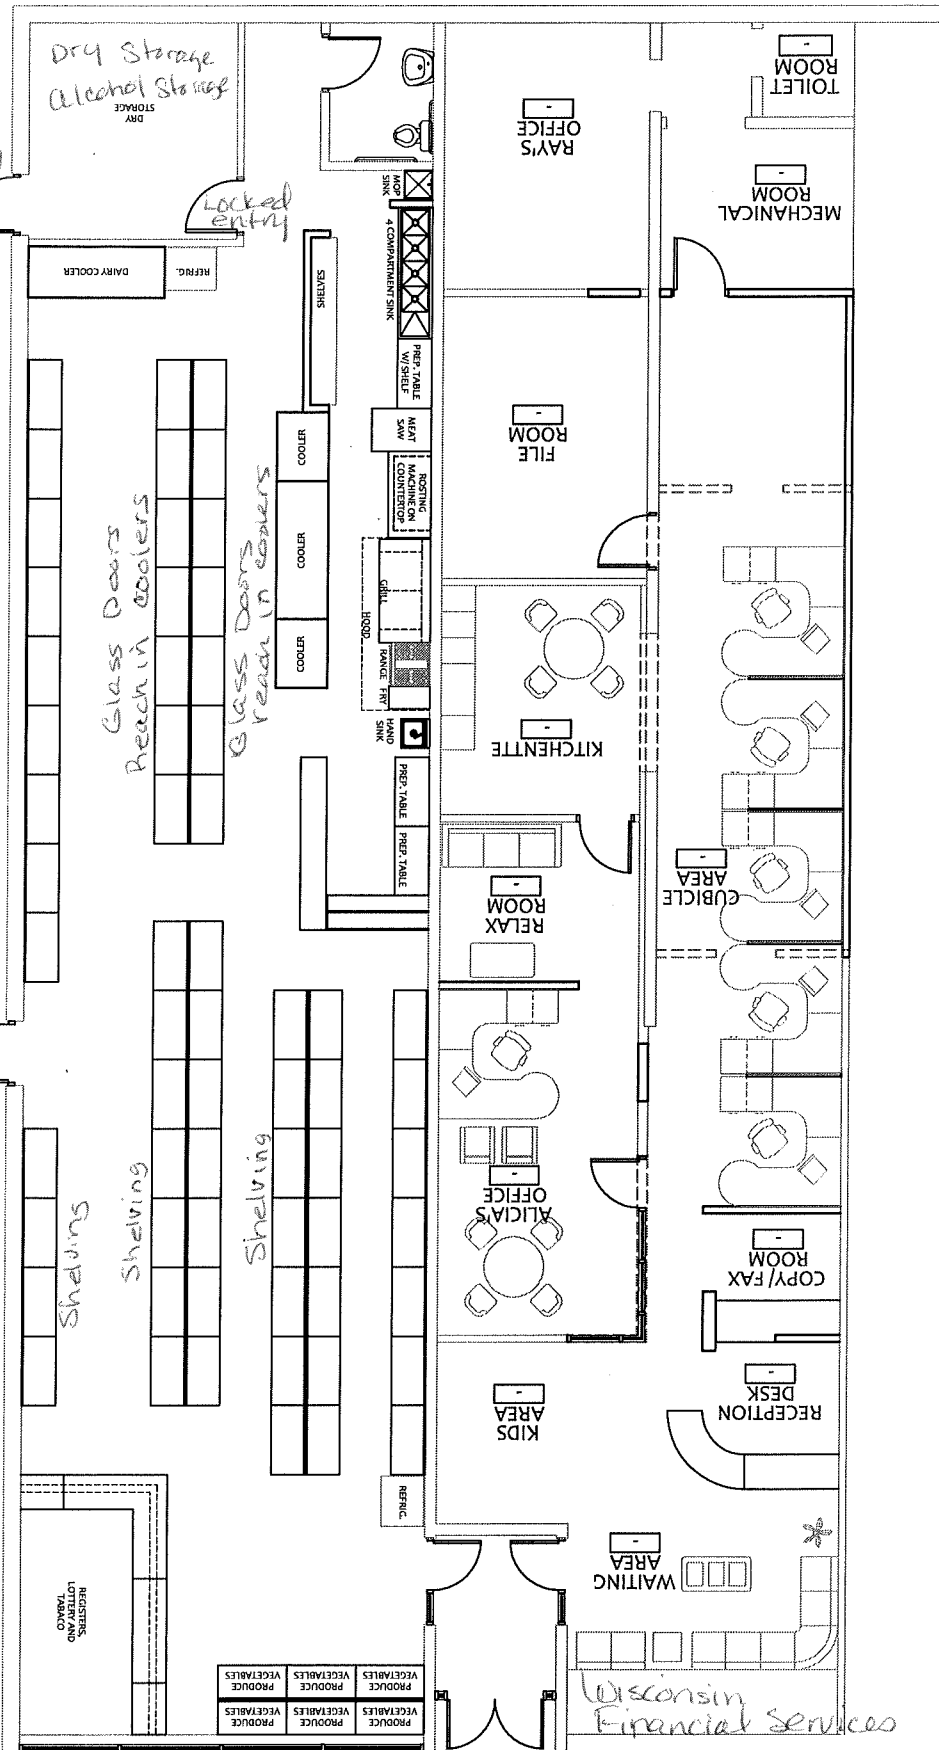 Dry Storage
Alcohol Storage
DRY
STORAGE
Locked
entry
DAIRY COOLER
REFRIG.
SHELVES
MOP
SINK
4 COMPARTMENT SINK
PREP. TABLE
W/ SHELF
MEAT
SAW
ROSTING
MACHINE ON
COUNTERTOP
COOLER
COOLER
COOLER
GRILL
HOOD
RANGE
FRY
HAND
SINK
PREP. TABLE
PREP. TABLE
Glass Doors
Reach in coolers
Glass Doors
reach in coolers
Shelving
Shelving
Shelving
REFRIG.
REGISTERS,
LOTTERY AND
TABACO
PRODUCE
VEGETABLES
PRODUCE
VEGETABLES
PRODUCE
VEGETABLES
PRODUCE
VEGETABLES
PRODUCE
VEGETABLES
PRODUCE
VEGETABLES
RAY'S
OFFICE
TOILET
ROOM
MECHANICAL
ROOM
FILE
ROOM
KITCHENTTE
RELAX
ROOM
CUBICLE
AREA
ALICIA'S
OFFICE
COPY/FAX
ROOM
RECEPTION
DESK
KIDS
AREA
WAITING
AREA
Wisconsin
Financial Services